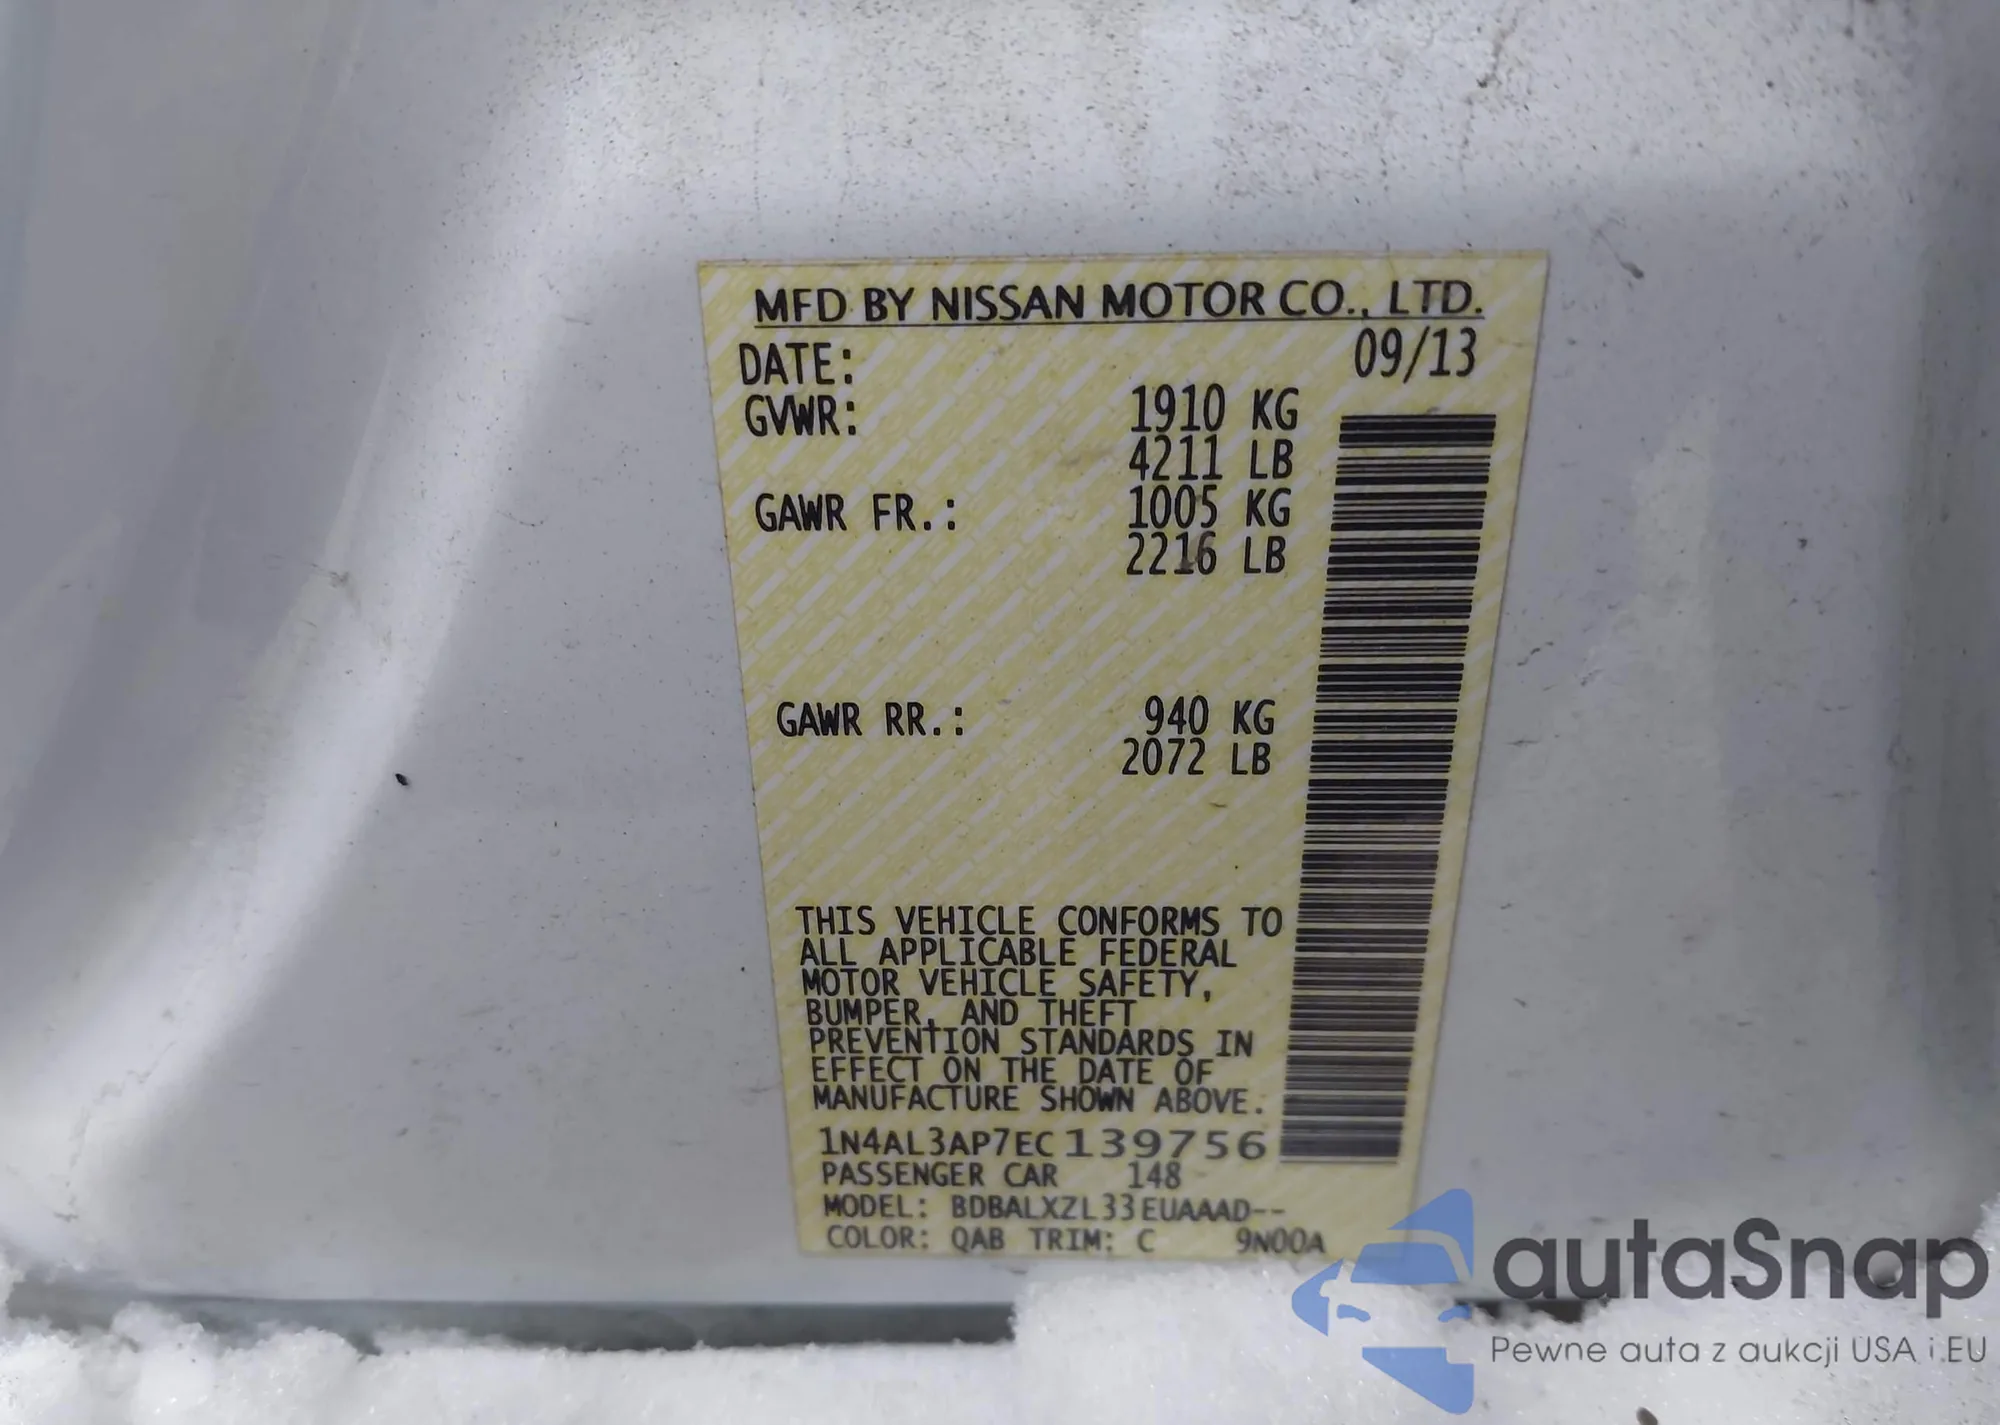 MFD BY NISSAN MOTOR CO., LTD.
DATE: 09/13
GVWR: 1910 KG
4211 LB
GAWR FR.: 1005 KG
2216 LB
GAWR RR.: 940 KG
2072 LB
THIS VEHICLE CONFORMS TO
ALL APPLICABLE FEDERAL
MOTOR VEHICLE SAFETY,
BUMPER, AND THEFT
PREVENTION STANDARDS IN
EFFECT ON THE DATE OF
MANUFACTURE SHOWN ABOVE.
1N4AL3AP7EC139756
PASSENGER CAR 148
MODEL: BDBALXZL33EUAAAD--
COLOR: QAB TRIM: C 9N00A
autaSnap
Pewne auta z aukcji USA i EU